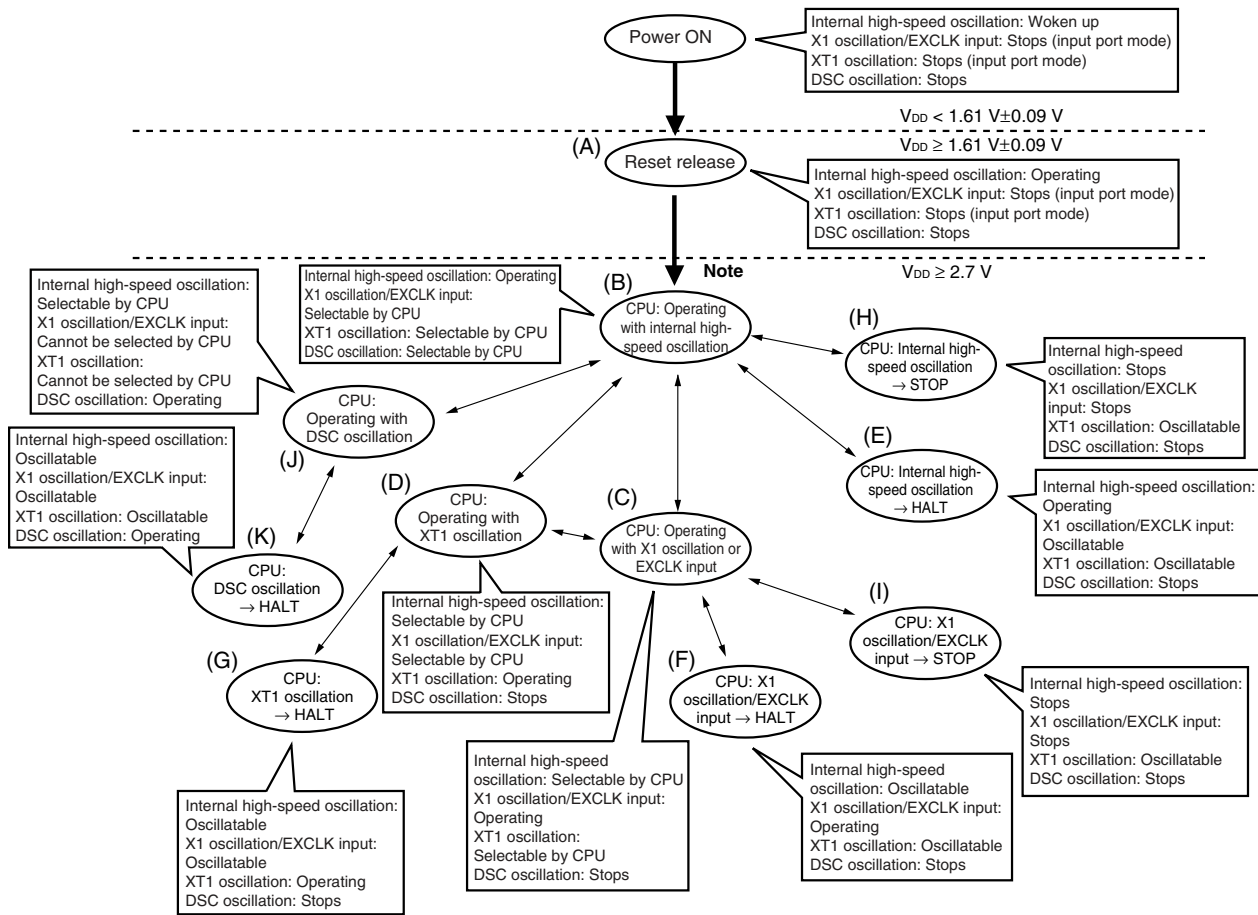 Power ON
Internal high-speed oscillation: Woken up
X1 oscillation/EXCLK input: Stops (input port mode)
XT1 oscillation: Stops (input port mode)
DSC oscillation: Stops
VDD < 1.61 V±0.09 V
VDD ≥ 1.61 V±0.09 V
(A)
Reset release
Internal high-speed oscillation: Operating
X1 oscillation/EXCLK input: Stops (input port mode)
XT1 oscillation: Stops (input port mode)
DSC oscillation: Stops
Note
VDD ≥ 2.7 V
(B)
CPU: Operating
with internal high-
speed oscillation
Internal high-speed oscillation: Operating
X1 oscillation/EXCLK input:
Selectable by CPU
XT1 oscillation: Selectable by CPU
DSC oscillation: Selectable by CPU
Internal high-speed oscillation:
Selectable by CPU
X1 oscillation/EXCLK input:
Cannot be selected by CPU
XT1 oscillation:
Cannot be selected by CPU
DSC oscillation: Operating
(H)
CPU: Internal high-
speed oscillation
→ STOP
Internal high-speed
oscillation: Stops
X1 oscillation/EXCLK
input: Stops
XT1 oscillation: Oscillatable
DSC oscillation: Stops
CPU:
Operating with
DSC oscillation
(J)
Internal high-speed oscillation:
Oscillatable
X1 oscillation/EXCLK input:
Oscillatable
XT1 oscillation: Oscillatable
DSC oscillation: Operating
(E)
CPU: Internal high-
speed oscillation
→ HALT
Internal high-speed oscillation:
Operating
X1 oscillation/EXCLK input:
Oscillatable
XT1 oscillation: Oscillatable
DSC oscillation: Stops
(D)
CPU:
Operating with
XT1 oscillation
(C)
CPU: Operating
with X1 oscillation or
EXCLK input
(K)
CPU:
DSC oscillation
→ HALT
Internal high-speed oscillation:
Selectable by CPU
X1 oscillation/EXCLK input:
Selectable by CPU
XT1 oscillation: Operating
DSC oscillation: Stops
(I)
CPU: X1
oscillation/EXCLK
input → STOP
(G)
CPU:
XT1 oscillation
→ HALT
(F)
CPU: X1
oscillation/EXCLK
input → HALT
Internal high-speed oscillation:
Stops
X1 oscillation/EXCLK input:
Stops
XT1 oscillation: Oscillatable
DSC oscillation: Stops
Internal high-speed
oscillation: Selectable by CPU
X1 oscillation/EXCLK input:
Operating
XT1 oscillation:
Selectable by CPU
DSC oscillation: Stops
Internal high-speed
oscillation: Oscillatable
X1 oscillation/EXCLK input:
Operating
XT1 oscillation: Oscillatable
DSC oscillation: Stops
Internal high-speed oscillation:
Oscillatable
X1 oscillation/EXCLK input:
Oscillatable
XT1 oscillation: Operating
DSC oscillation: Stops